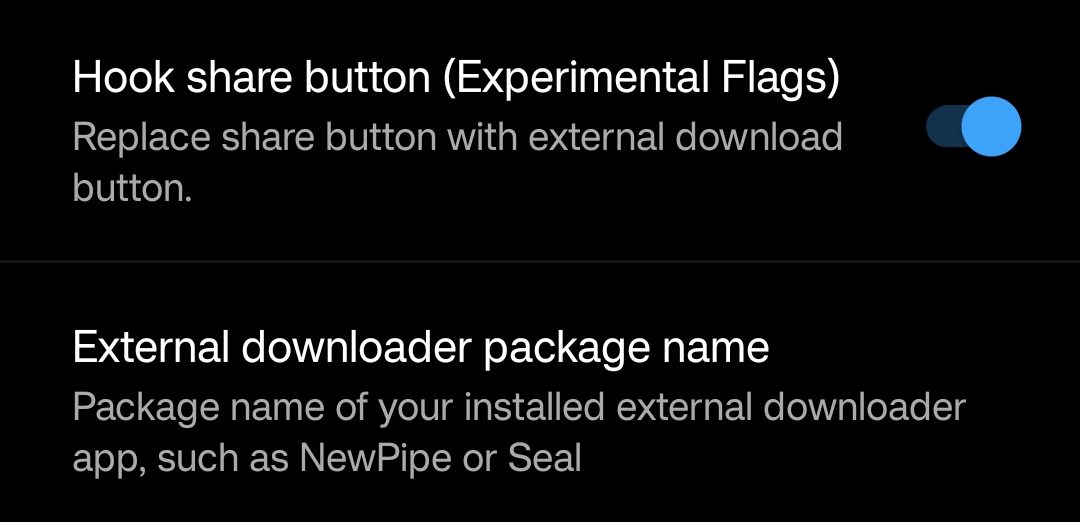 Hook share button (Experimental Flags)
Replace share button with external download
button.
External downloader package name
Package name of your installed external downloader
app, such as NewPipe or Seal